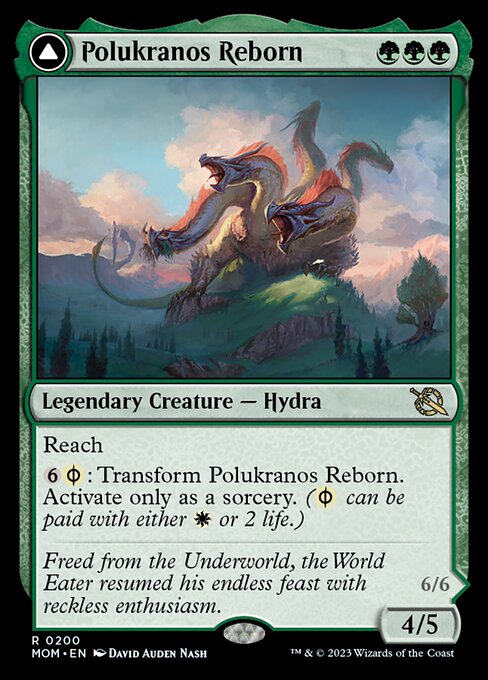 Polukranos Reborn
Legendary Creature — Hydra
Reach
6: Transform Polukranos Reborn.
Activate only as a sorcery. ( can be
paid with either or 2 life.)
Freed from the Underworld, the World
Eater resumed his endless feast with
reckless enthusiasm.
6/6
4/5
R 0200
MOM • EN DAVID AUDEN NASH
™ & © 2023 Wizards of the Coast